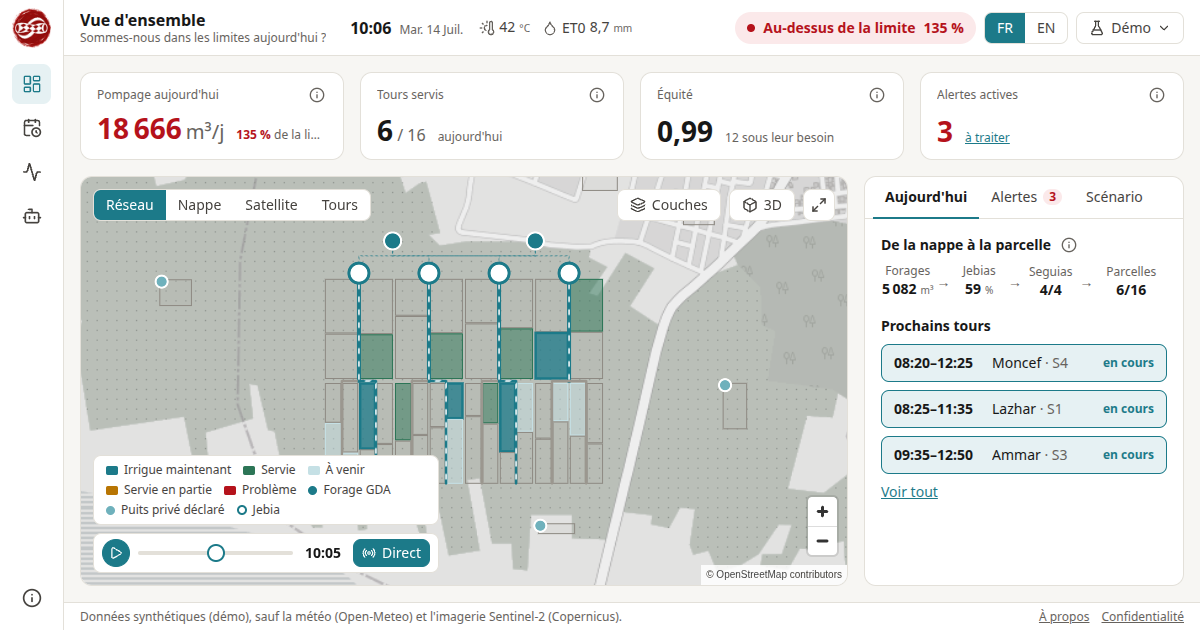 Vue d'ensemble
Sommes-nous dans les limites aujourd'hui ?
10:06 Mar. 14 Juil. 42 °C ET0 8,7 mm
Au-dessus de la limite 135 %
FR EN
Démo
Pompage aujourd'hui
18 666 m³/j 135 % de la li...
Tours servis
6 / 16 aujourd'hui
Équité
0,99 12 sous leur besoin
Alertes actives
3 à traiter
Réseau Nappe Satellite Tours
Couches 3D
Irrigue maintenant Servie À venir
Servie en partie Problème Forage GDA
Puits privé déclaré Jebia
10:05 Direct
+
−
© OpenStreetMap contributors
Aujourd'hui Alertes 3 Scénario
De la nappe à la parcelle
Forages Jebias Seguias Parcelles
5 082 m³ → 59 % → 4/4 → 6/16
Prochains tours
08:20–12:25 Moncef · S4 en cours
08:25–11:35 Lazhar · S1 en cours
09:35–12:50 Ammar · S3 en cours
Voir tout
Données synthétiques (démo), sauf la météo (Open-Meteo) et l'imagerie Sentinel-2 (Copernicus).
À propos Confidentialité